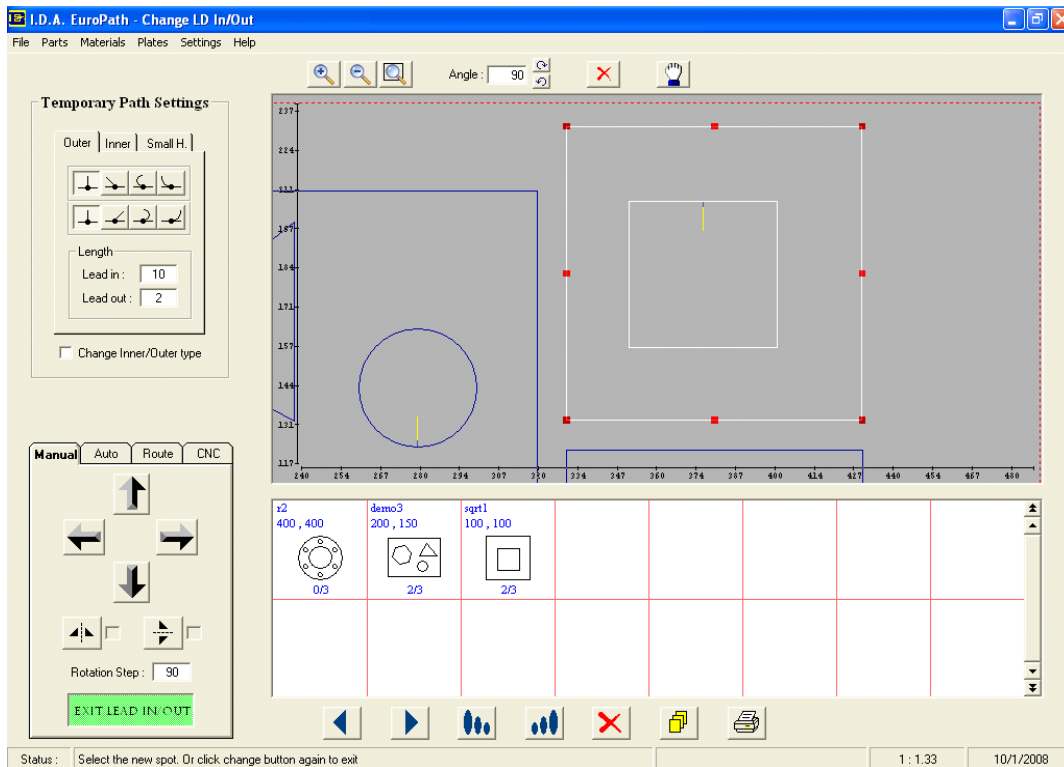 I.D.A. EuroPath - Change LD In/Out
File Parts Materials Plates Settings Help
Angle : 90
Temporary Path Settings
Outer Inner Small H.
Length
Lead in : 10
Lead out : 2
Change Inner/Outer type
237
224
211
197
184
171
157
144
131
117
240 254 267 280 294 307 320 334 347 360 374 387 400 414 427 440 454 467 480
Manual Auto Route CNC
Rotation Step : 90
EXIT LEAD IN/OUT
r2 demo3 sqrt1
400 , 400 200 , 150 100 , 100
0/3 2/3 2/3
Status : Select the new spot. Or click change button again to exit 1 : 1.33 10/1/2008